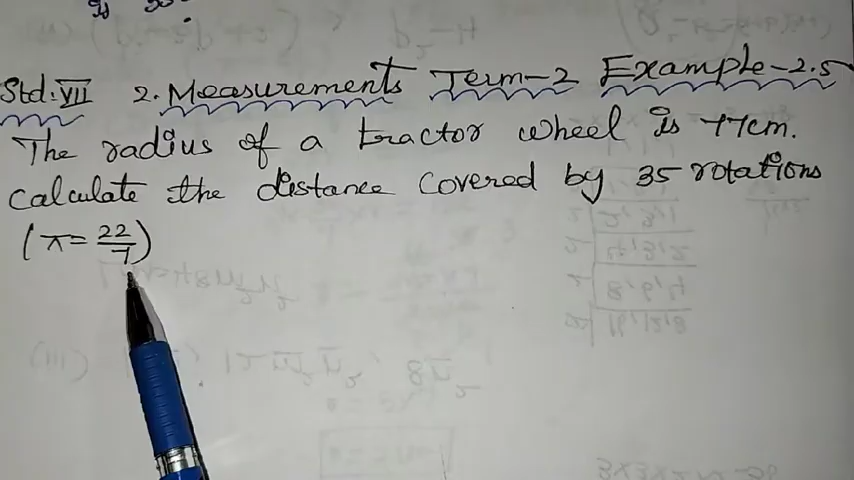 Std: VII 2. Measurements Term-2 Example-2.5
The radius of a tractor wheel is 77cm.
calculate the distance covered by 35 rotations
(π = 22/7)